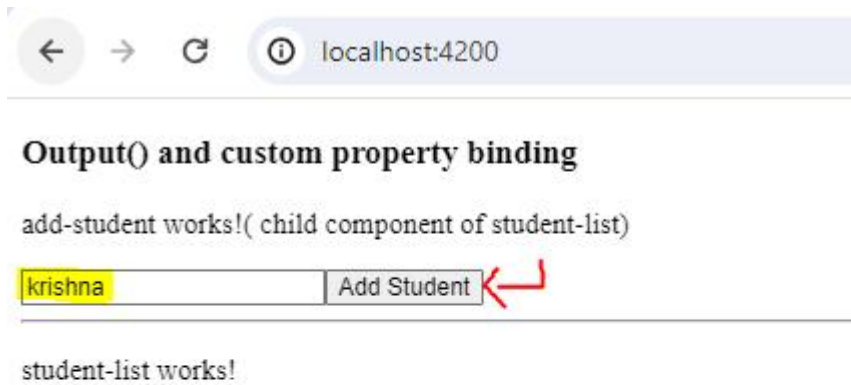 localhost:4200
Output() and custom property binding
add-student works!( child component of student-list)
krishna Add Student
student-list works!